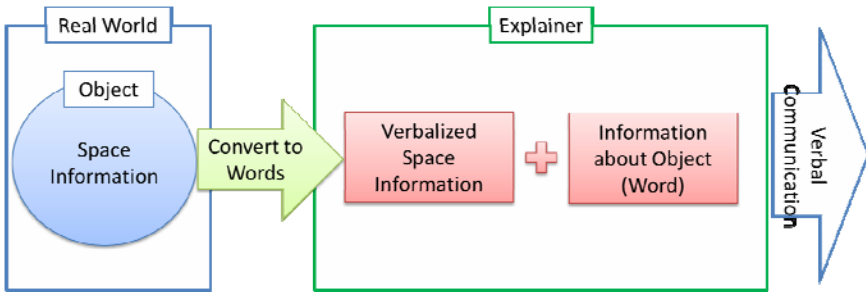 Real World
Object
Space
Information
Convert to
Words
Explainer
Verbalized
Space
Information
Information
about Object
(Word)
Verbal
Communication